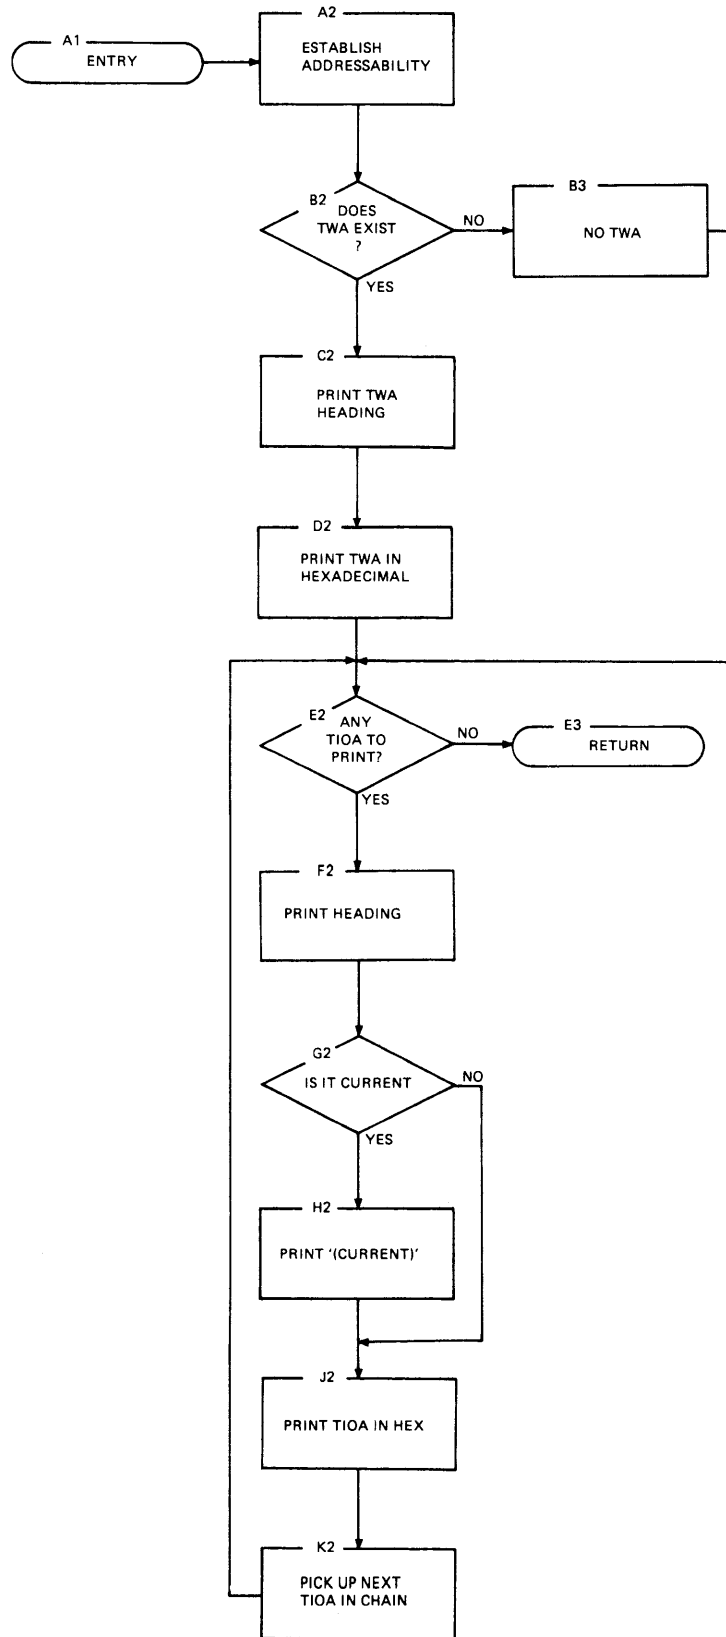 A1
ENTRY
A2
ESTABLISH
ADDRESSABILITY
B2
DOES
TWA EXIST
?
NO
YES
B3
NO TWA
C2
PRINT TWA
HEADING
D2
PRINT TWA IN
HEXADECIMAL
E2
ANY
TIOA TO
PRINT?
NO
YES
E3
RETURN
F2
PRINT HEADING
G2
IS IT CURRENT
NO
YES
H2
PRINT '(CURRENT)'
J2
PRINT TIOA IN HEX
K2
PICK UP NEXT
TIOA IN CHAIN